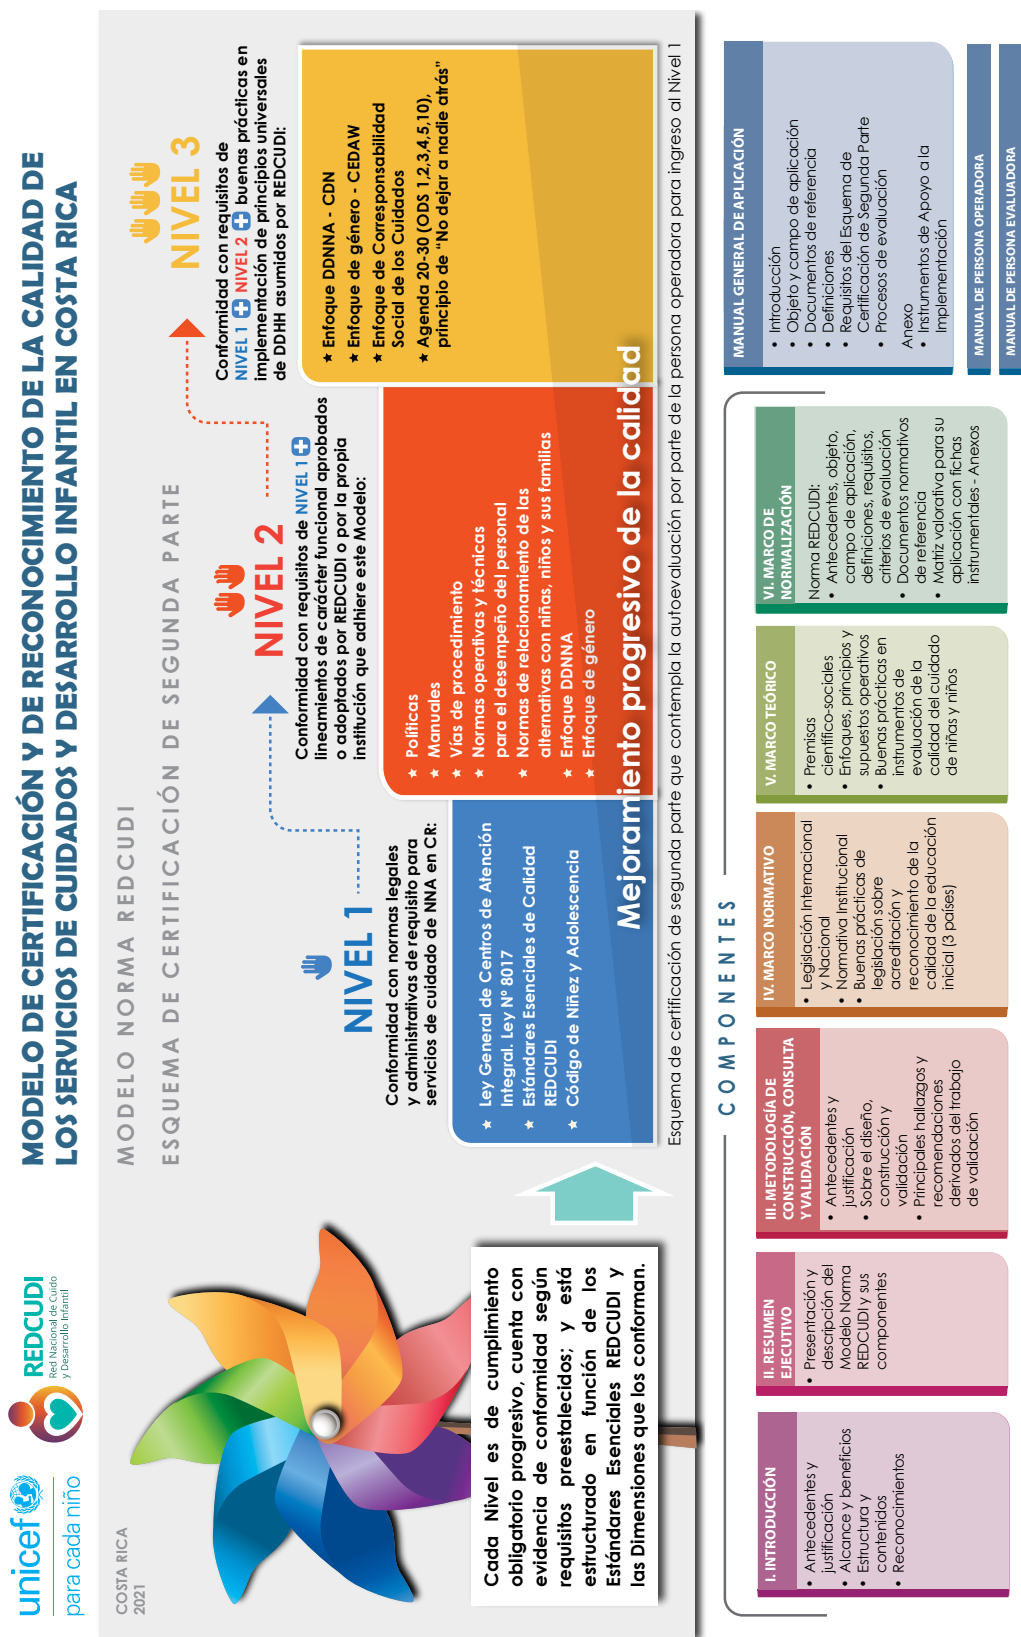 unicef
para cada niño
REDCUDI
Red Nacional de Cuido
y Desarrollo Infantil
MODELO DE CERTIFICACIÓN Y DE RECONOCIMIENTO DE LA CALIDAD DE
LOS SERVICIOS DE CUIDADOS Y DESARROLLO INFANTIL EN COSTA RICA
COSTA RICA
2021
MODELO NORMA REDCUDI
ESQUEMA DE CERTIFICACIÓN DE SEGUNDA PARTE
Cada Nivel es de cumplimiento
obligatorio progresivo, cuenta con
evidencia de conformidad según
requisitos preestalecidos; y está
estructurado en función de los
Estándares Esenciales REDCUDI y
las Dimensiones que los conforman.
NIVEL 1
Conformidad con normas legales
y administrativas de requisito para
servicios de cuidado de NNA en CR:
★ Ley General de Centros de Atención
Integral. Ley Nº 8017
★ Estándares Esenciales de Calidad
REDCUDI
★ Código de Niñez y Adolescencia
NIVEL 2
Conformidad con requisitos de NIVEL 1 +
lineamientos de carácter funcional aprobados
o adoptados por REDCUDI o por la propia
institución que adhiere este Modelo:
★ Políticas
★ Manuales
★ Vías de procedimiento
★ Normas operativas y técnicas
para el desempeño del personal
★ Normas de relacionamiento de las
alternativas con niñas, niños y sus familias
★ Enfoque DDNNA
★ Enfoque de género
NIVEL 3
Conformidad con requisitos de
NIVEL 1 + NIVEL 2 + buenas prácticas en
implementación de principios universales
de DDHH asumidos por REDCUDI:
★ Enfoque DDNNA - CDN
★ Enfoque de género - CEDAW
★ Enfoque de Corresponsabilidad
Social de los Cuidados
★ Agenda 20-30 (ODS 1,2,3,4,5,10),
principio de “No dejar a nadie atrás"
Mejoramiento progresivo de la calidad
Esquema de certificación de segunda parte que contempla la autoevaluación por parte de la persona operadora para ingreso al Nivel 1
COMPONENTES
I. INTRODUCCIÓN
• Antecedentes y
justificación
• Alcance y beneficios
• Estructura y
contenidos
• Reconocimientos
II. RESUMEN
EJECUTIVO
• Presentación y
descripción del
Modelo Norma
REDCUDI y sus
componentes
III. METODOLOGÍA DE
CONSTRUCCIÓN, CONSULTA
Y VALIDACIÓN
• Antecedentes y
justificación
• Sobre el diseño,
construcción y
validación
• Principales hallazgos y
recomendaciones
derivados del trabajo
de validación
IV. MARCO NORMATIVO
• Legislación Internacional
y Nacional
• Normativa Institucional
• Buenas prácticas de
legislación sobre
acreditación y
reconocimiento de la
calidad de la educación
inicial (3 países)
V. MARCO TEÓRICO
• Premisas
científico-sociales
• Enfoques, principios y
supuestos operativos
• Buenas prácticas en
instrumentos de
evaluación de la
calidad del cuidado
de niñas y niños
VI. MARCO DE
NORMALIZACIÓN
Norma REDCUDI:
• Antecedentes, objeto,
campo de aplicación,
definiciones, requisitos,
criterios de evaluación
• Documentos normativos
de referencia
• Matriz valorativa para su
aplicación con fichas
instrumentales - Anexos
MANUAL GENERAL DE APLICACIÓN
• Introducción
• Objeto y campo de aplicación
• Documentos de referencia
• Definiciones
• Requisitos del Esquema de
Certificación de Segunda Parte
• Procesos de evaluación
Anexo
• Instrumentos de Apoyo a la
Implementación
MANUAL DE PERSONA OPERADORA
MANUAL DE PERSONA EVALUADORA